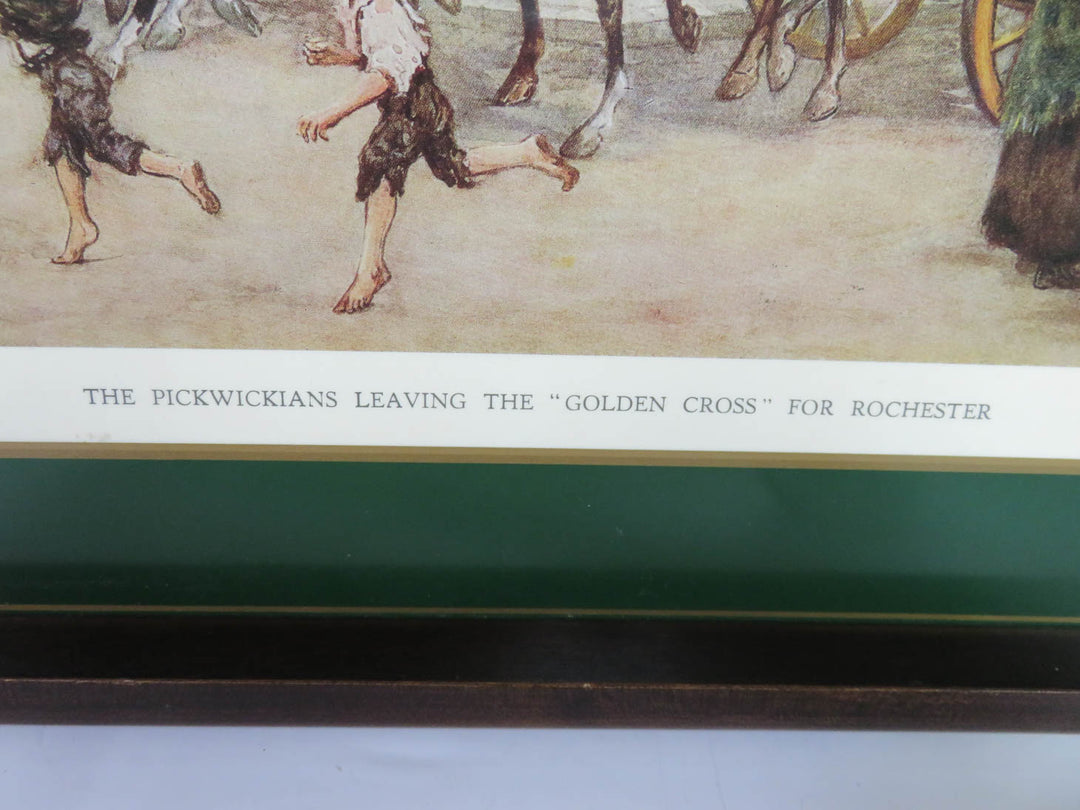 THE PICKWICKIANS LEAVING THE "GOLDEN CROSS" FOR ROCHESTER